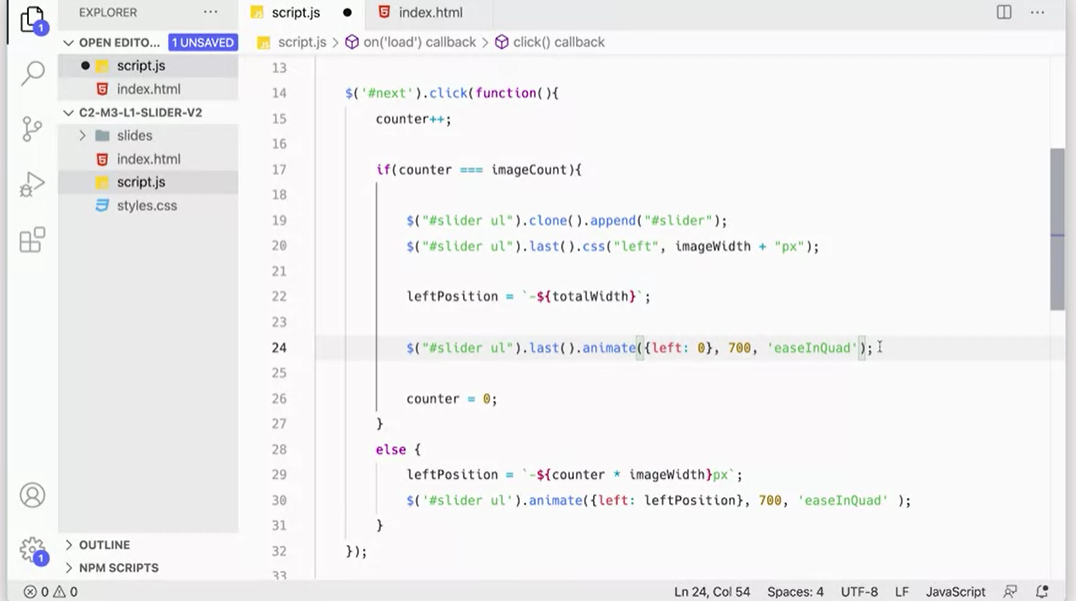 EXPLORER
script.js
index.html
OPEN EDITO... 1 UNSAVED
script.js > on('load') callback > click() callback
script.js
index.html
C2-M3-L1-SLIDER-V2
slides
index.html
script.js
styles.css
13
14 $('#next').click(function(){
15 counter++;
16
17 if(counter === imageCount){
18
19 $("#slider ul").clone().append("#slider");
20 $("#slider ul").last().css("left", imageWidth + "px");
21
22 leftPosition = `-${totalWidth}`;
23
24 $("#slider ul").last().animate({left: 0}, 700, 'easeInQuad');
25
26 counter = 0;
27 }
28 else {
29 leftPosition = `-${counter * imageWidth}px`;
30 $('#slider ul').animate({left: leftPosition}, 700, 'easeInQuad' );
31 }
32 });
33
1
1
OUTLINE
NPM SCRIPTS
0 0 Ln 24, Col 54 Spaces: 4 UTF-8 LF JavaScript